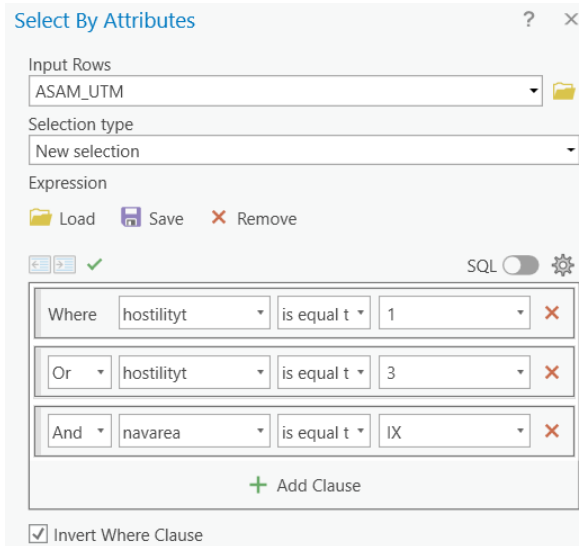 Select By Attributes ? ×
Input Rows
ASAM_UTM
Selection type
New selection
Expression
Load Save Remove
SQL
Where hostilityt is equal t 1
Or hostilityt is equal t 3
And navarea is equal t IX
Add Clause
Invert Where Clause